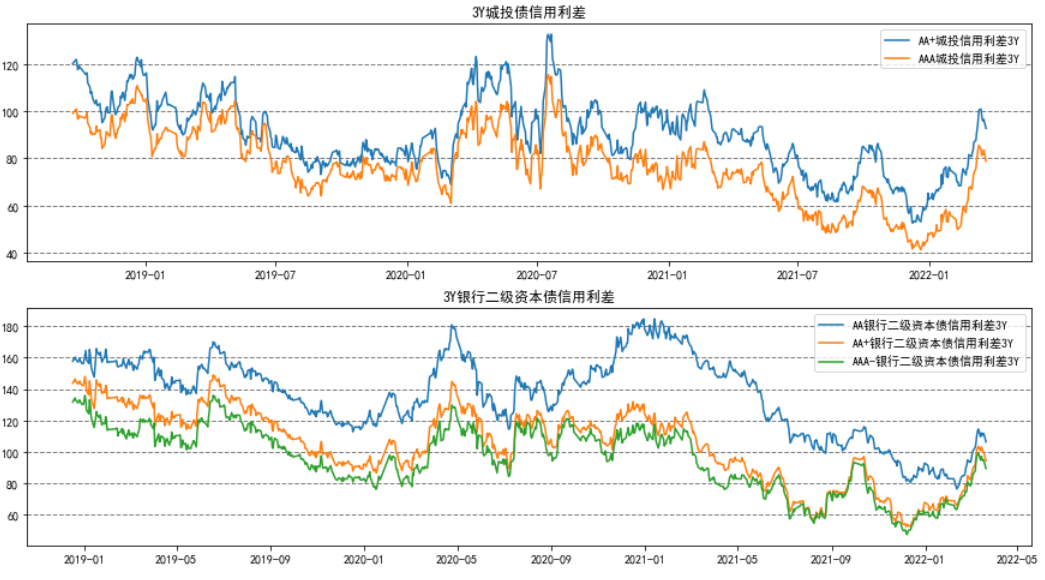 3Y城投债信用利差
AA+城投信用利差3Y
AAA城投信用利差3Y
120
100
80
60
40
2019-01 2019-07 2020-01 2020-07 2021-01 2021-07 2022-01
3Y银行二级资本债信用利差
AA银行二级资本债信用利差3Y
AA+银行二级资本债信用利差3Y
AAA-银行二级资本债信用利差3Y
180
160
140
120
100
80
60
2019-01 2019-05 2019-09 2020-01 2020-05 2020-09 2021-01 2021-05 2021-09 2022-01 2022-05